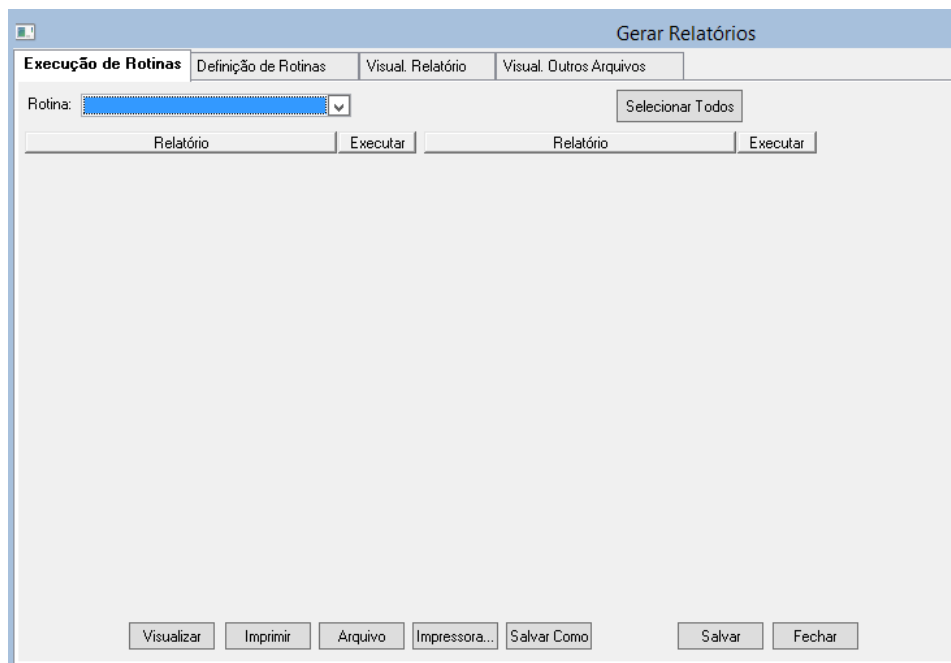 Gerar Relatórios
Execução de Rotinas Definição de Rotinas Visual. Relatório Visual. Outros Arquivos
Rotina: Selecionar Todos
Relatório Executar Relatório Executar
Visualizar Imprimir Arquivo Impressora... Salvar Como Salvar Fechar